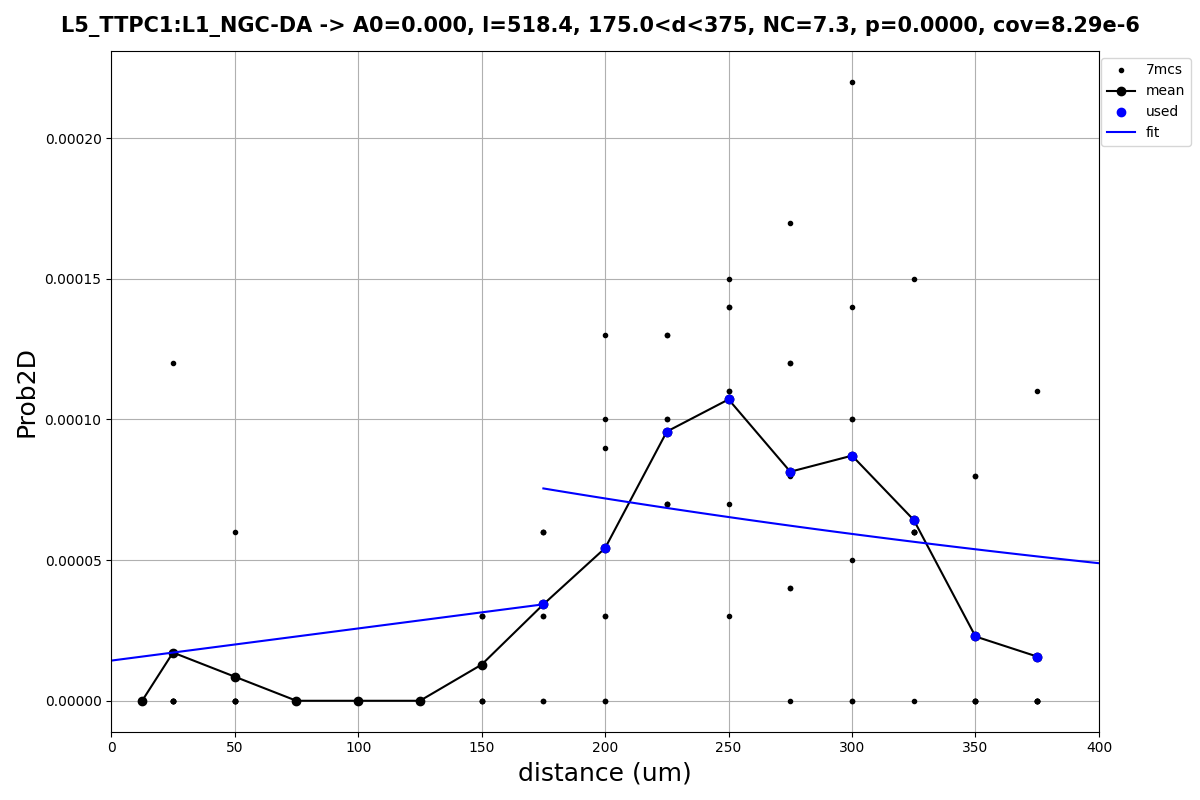 L5_TTPC1:L1_NGC-DA -> A0=0.000, l=518.4, 175.0<d<375, NC=7.3, p=0.0000, cov=8.29e-6
7mcs
mean
used
fit
0.00020
0.00015
0.00010
0.00005
0.00000
Prob2D
0 50 100 150 200 250 300 350 400
distance (um)